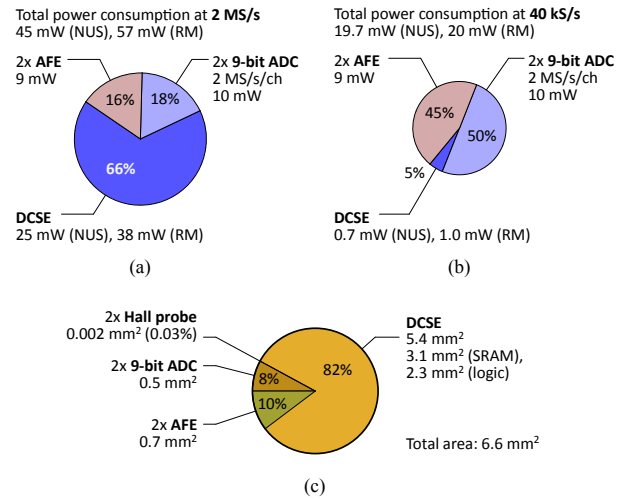 Total power consumption at 2 MS/s
45 mW (NUS), 57 mW (RM)
2x AFE
9 mW
2x 9-bit ADC
2 MS/s/ch
10 mW
16%
18%
66%
DCSE
25 mW (NUS), 38 mW (RM)
(a)
Total power consumption at 40 kS/s
19.7 mW (NUS), 20 mW (RM)
2x AFE
9 mW
2x 9-bit ADC
2 MS/s/ch
10 mW
45%
50%
5%
DCSE
0.7 mW (NUS), 1.0 mW (RM)
(b)
2x Hall probe
0.002 mm² (0.03%)
2x 9-bit ADC
0.5 mm²
2x AFE
0.7 mm²
82%
8%
10%
DCSE
5.4 mm²
3.1 mm² (SRAM),
2.3 mm² (logic)
Total area: 6.6 mm²
(c)